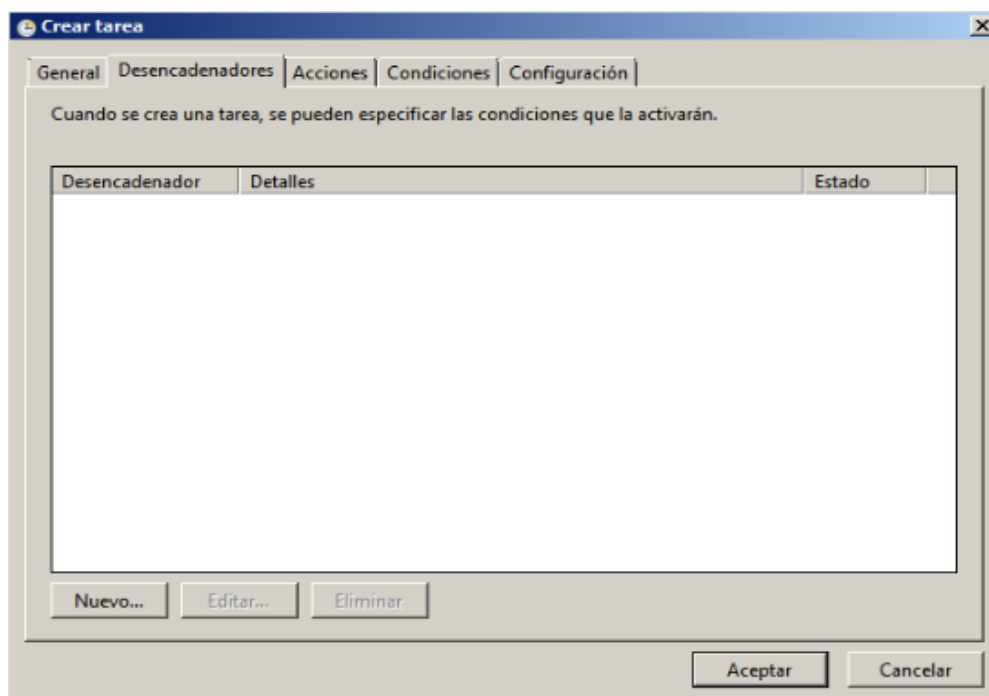 Crear tarea
General Desencadenadores Acciones Condiciones Configuración
Cuando se crea una tarea, se pueden especificar las condiciones que la activarán.
Desencadenador Detalles Estado
Nuevo... Editar... Eliminar
Aceptar Cancelar